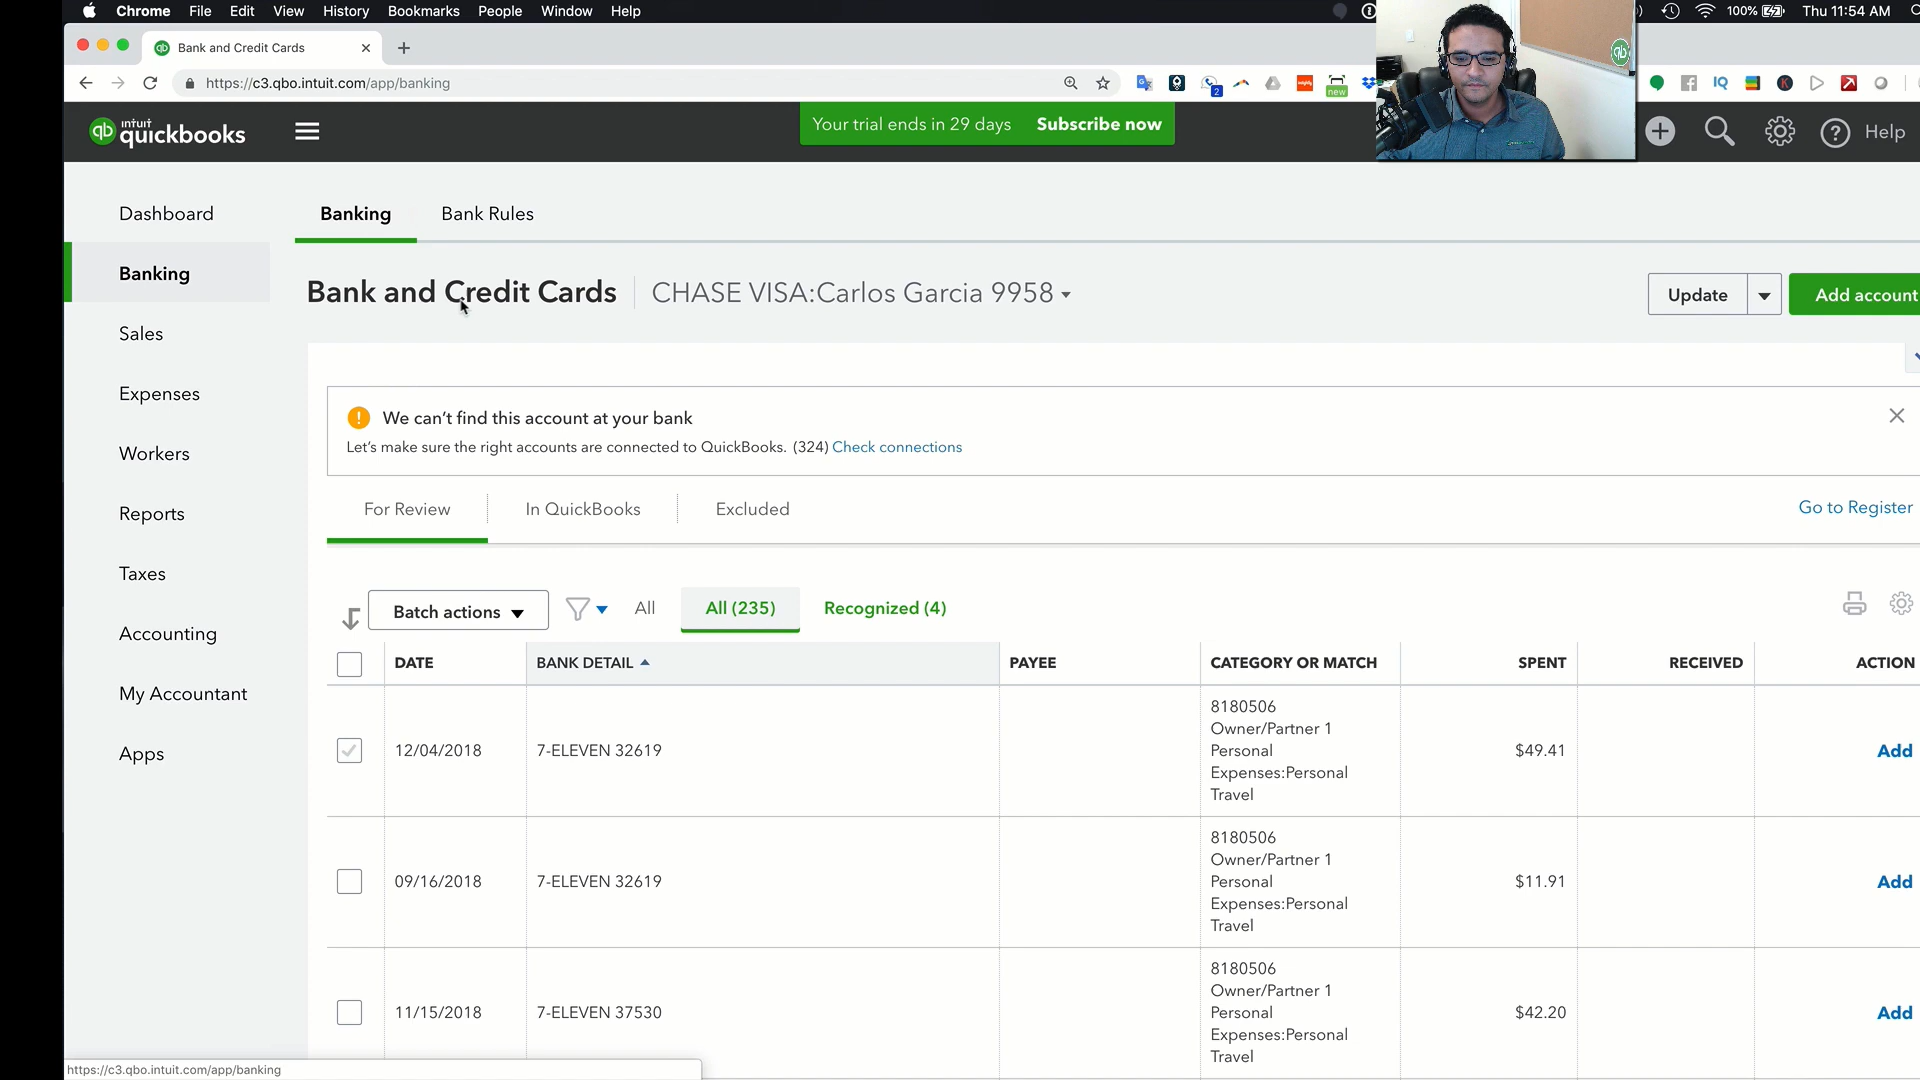 Chrome File Edit View History Bookmarks People Window Help 100% Thu 11:54 AM
Bank and Credit Cards
https://c3.qbo.intuit.com/app/banking
2 new IQ K
intuit quickbooks
Your trial ends in 29 days Subscribe now
Help
Dashboard
Banking
Sales
Expenses
Workers
Reports
Taxes
Accounting
My Accountant
Apps
Banking Bank Rules
Bank and Credit Cards CHASE VISA:Carlos Garcia 9958
Update Add account
We can't find this account at your bank
Let's make sure the right accounts are connected to QuickBooks. (324) Check connections
For Review In QuickBooks Excluded Go to Register
Batch actions All All (235) Recognized (4)
DATE BANK DETAIL PAYEE CATEGORY OR MATCH SPENT RECEIVED ACTION
12/04/2018 7-ELEVEN 32619 8180506 $49.41 Add
Owner/Partner 1
Personal
Expenses:Personal
Travel
09/16/2018 7-ELEVEN 32619 8180506 $11.91 Add
Owner/Partner 1
Personal
Expenses:Personal
Travel
11/15/2018 7-ELEVEN 37530 8180506 $42.20 Add
Owner/Partner 1
Personal
Expenses:Personal
Travel
https://c3.qbo.intuit.com/app/banking